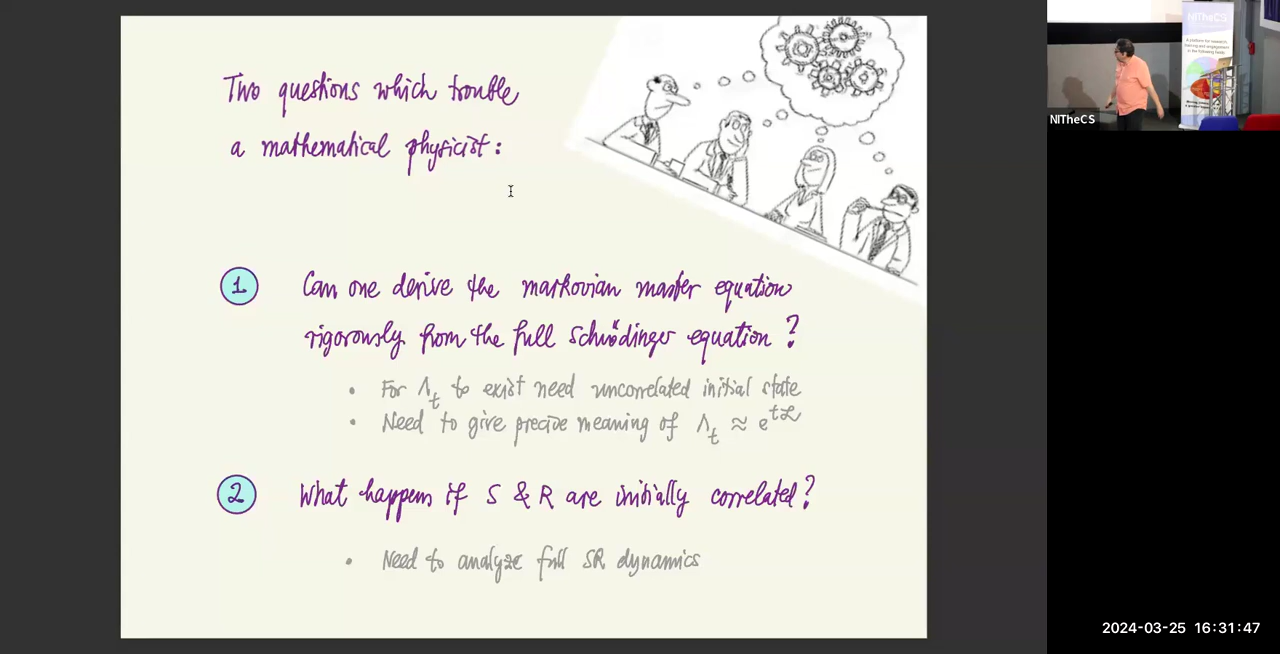 Two questions which trouble
a mathematical physicist:
1 Can one derive the markovian master equation
rigorously from the full Schrödinger equation?
• For Λt to exist need uncorrelated initial state
• Need to give precise meaning of Λt ≈ e^tℒ
2 What happens if S & R are initially correlated?
• Need to analyze full SR dynamics
NITheCS
NITheCS
2024-03-25 16:31:47